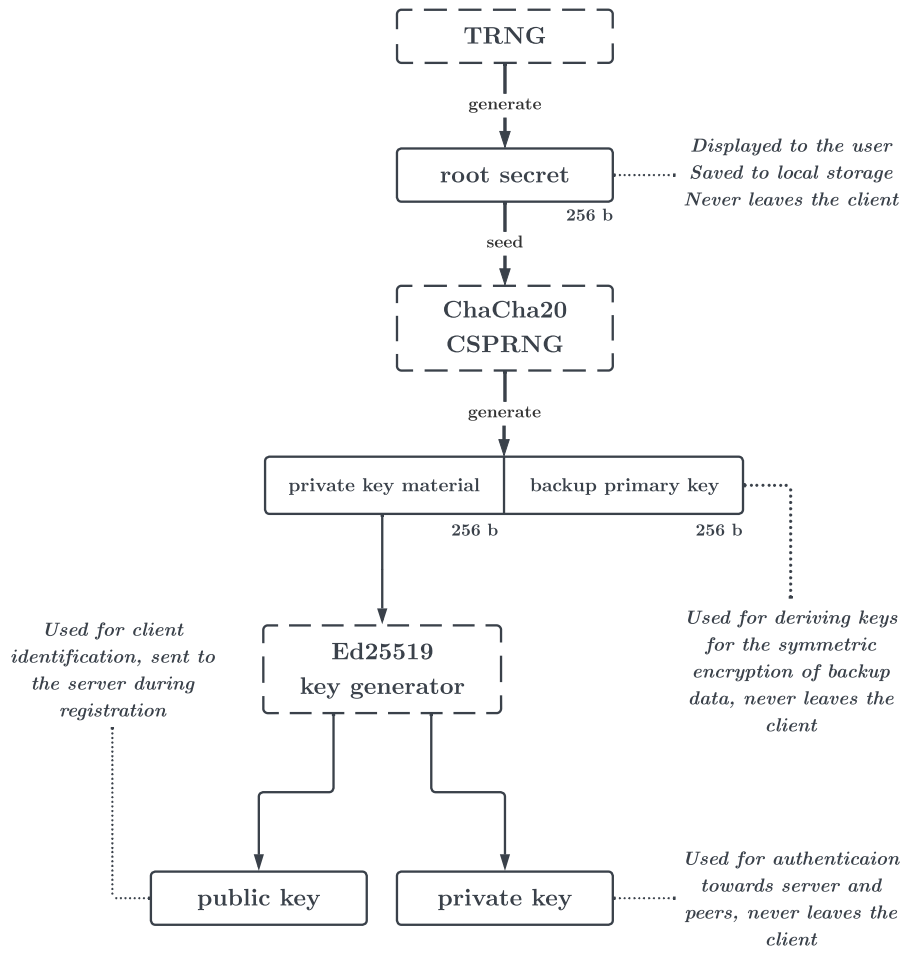 TRNG
generate
root secret
256 b
Displayed to the user
Saved to local storage
Never leaves the client
seed
ChaCha20
CSPRNG
generate
private key material
256 b
backup primary key
256 b
Used for deriving keys
for the symmetric
encryption of backup
data, never leaves the
client
Ed25519
key generator
Used for client
identification, sent to
the server during
registration
public key
private key
Used for authenticaion
towards server and
peers, never leaves the
client